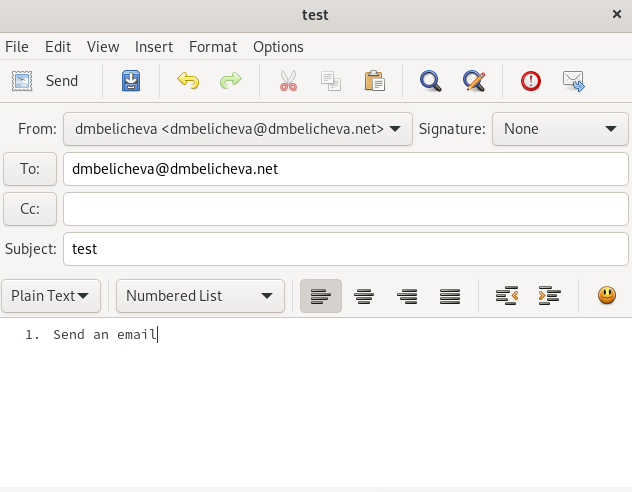 test
File Edit View Insert Format Options
Send
From: dmbelicheva <dmbelicheva@dmbelicheva.net> Signature: None
To: dmbelicheva@dmbelicheva.net
Cc:
Subject: test
Plain Text Numbered List
1. Send an email